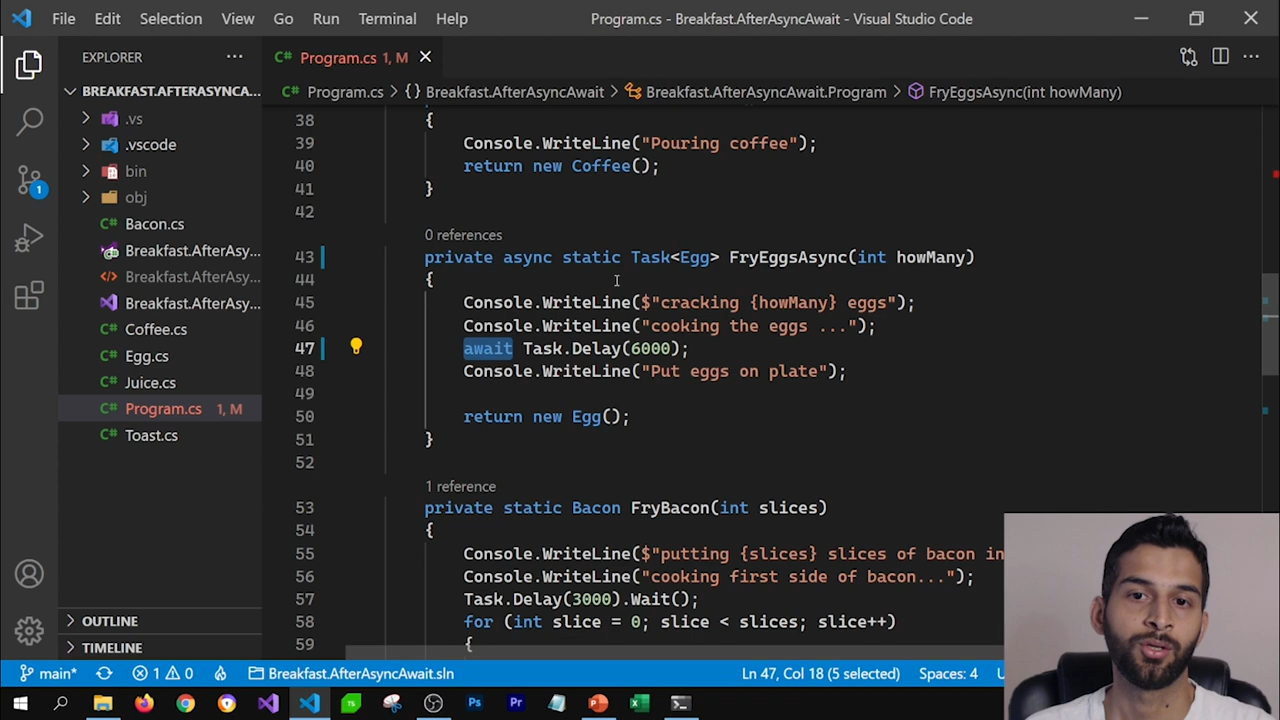 File Edit Selection View Go Run Terminal Help Program.cs - Breakfast.AfterAsyncAwait - Visual Studio Code
EXPLORER ···
Program.cs 1, M
BREAKFAST.AFTERASYNCA...
Program.cs > {} Breakfast.AfterAsyncAwait > Breakfast.AfterAsyncAwait.Program > FryEggsAsync(int howMany)
.vs
.vscode
bin
obj
Bacon.cs
Breakfast.AfterAsy...
Breakfast.AfterAsy...
Breakfast.AfterAsy...
Coffee.cs
Egg.cs
Juice.cs
Program.cs 1, M
Toast.cs
OUTLINE
TIMELINE
1
38 {
39 Console.WriteLine("Pouring coffee");
40 return new Coffee();
41 }
42
0 references
43 private async static Task<Egg> FryEggsAsync(int howMany)
44 {
45 Console.WriteLine($"cracking {howMany} eggs");
46 Console.WriteLine("cooking the eggs ...");
47 await Task.Delay(6000);
48 Console.WriteLine("Put eggs on plate");
49
50 return new Egg();
51 }
52
1 reference
53 private static Bacon FryBacon(int slices)
54 {
55 Console.WriteLine($"putting {slices} slices of bacon in
56 Console.WriteLine("cooking first side of bacon...");
57 Task.Delay(3000).Wait();
58 for (int slice = 0; slice < slices; slice++)
59 {
main* 1 0 Breakfast.AfterAsyncAwait.sln Ln 47, Col 18 (5 selected) Spaces: 4